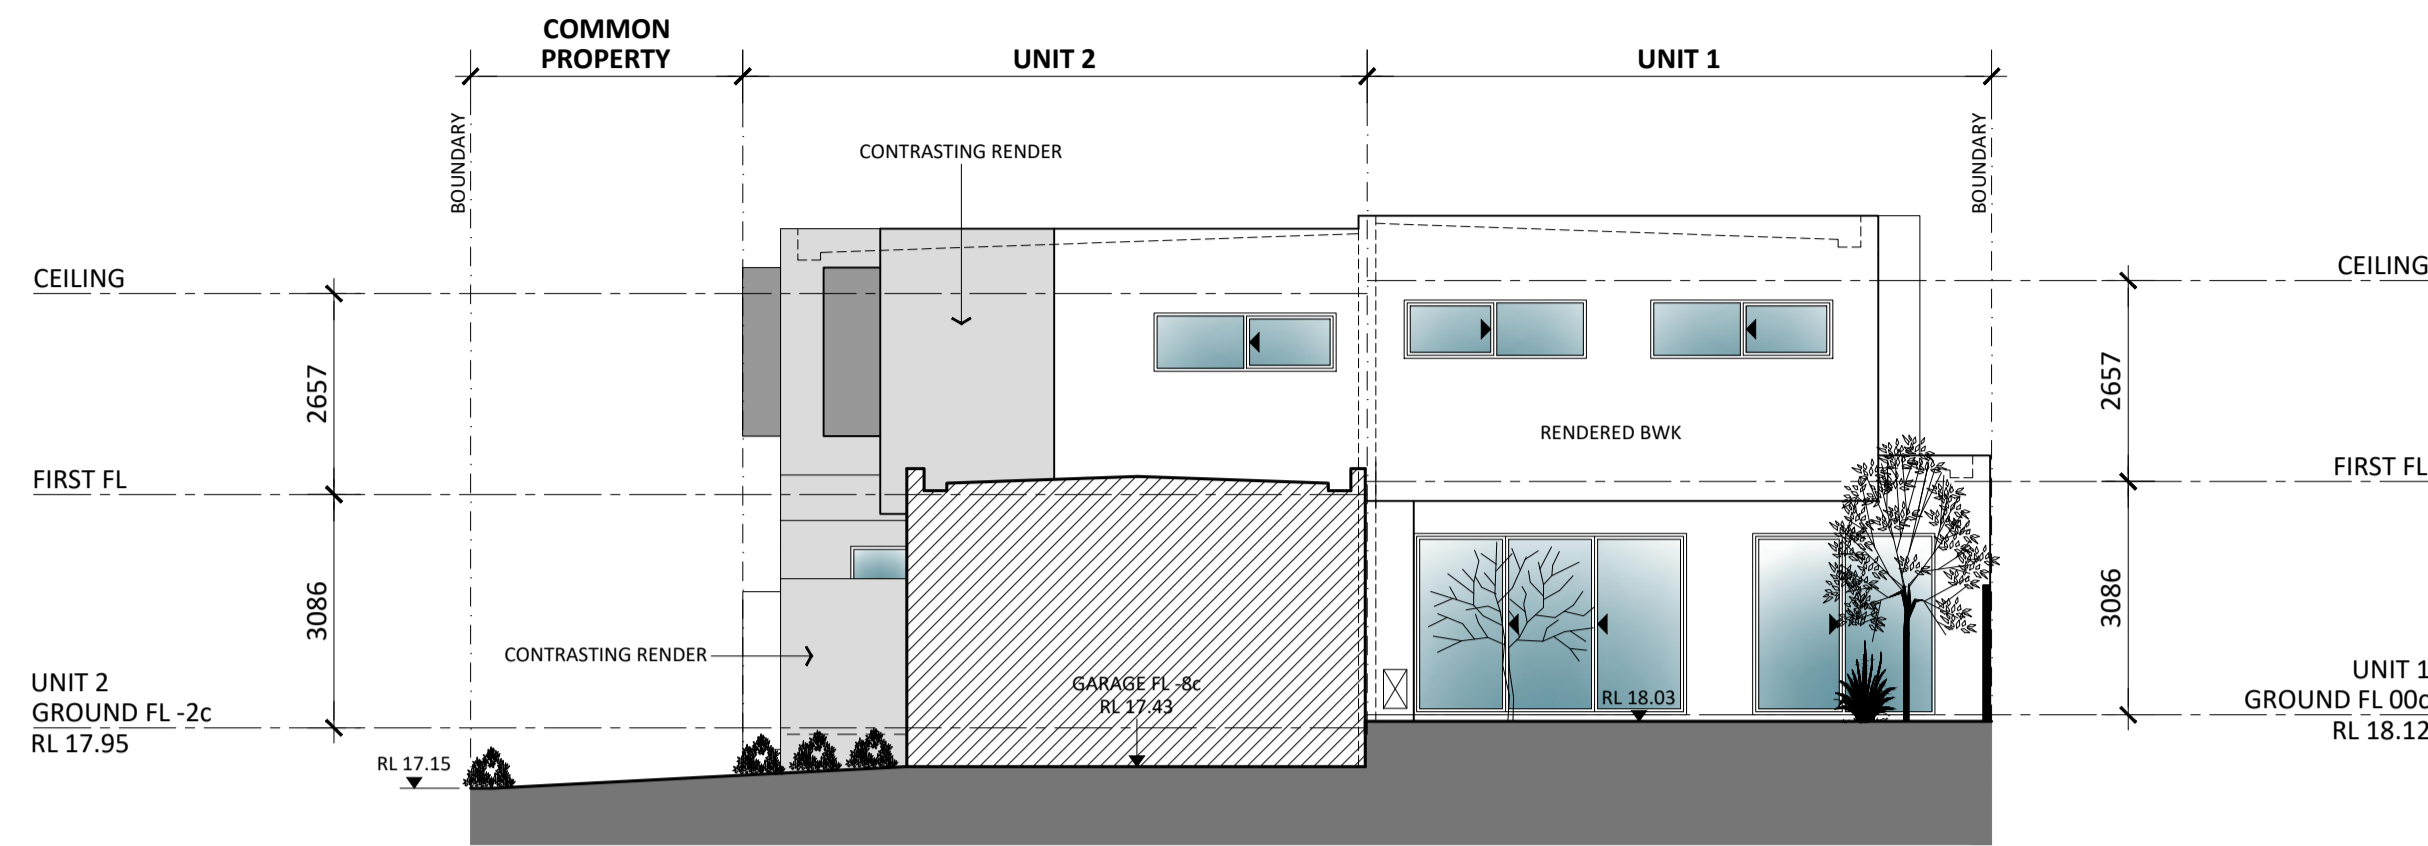 COMMON
PROPERTY
UNIT 2
UNIT 1
BOUNDARY
BOUNDARY
CONTRASTING RENDER
CEILING
CEILING
2657
2657
RENDERED BWK
FIRST FL
FIRST FL
3086
3086
CONTRASTING RENDER
UNIT 2
GROUND FL -2c
RL 17.95
GARAGE FL -8c
RL 17.43
RL 18.03
UNIT 1
GROUND FL 00c
RL 18.12
RL 17.15